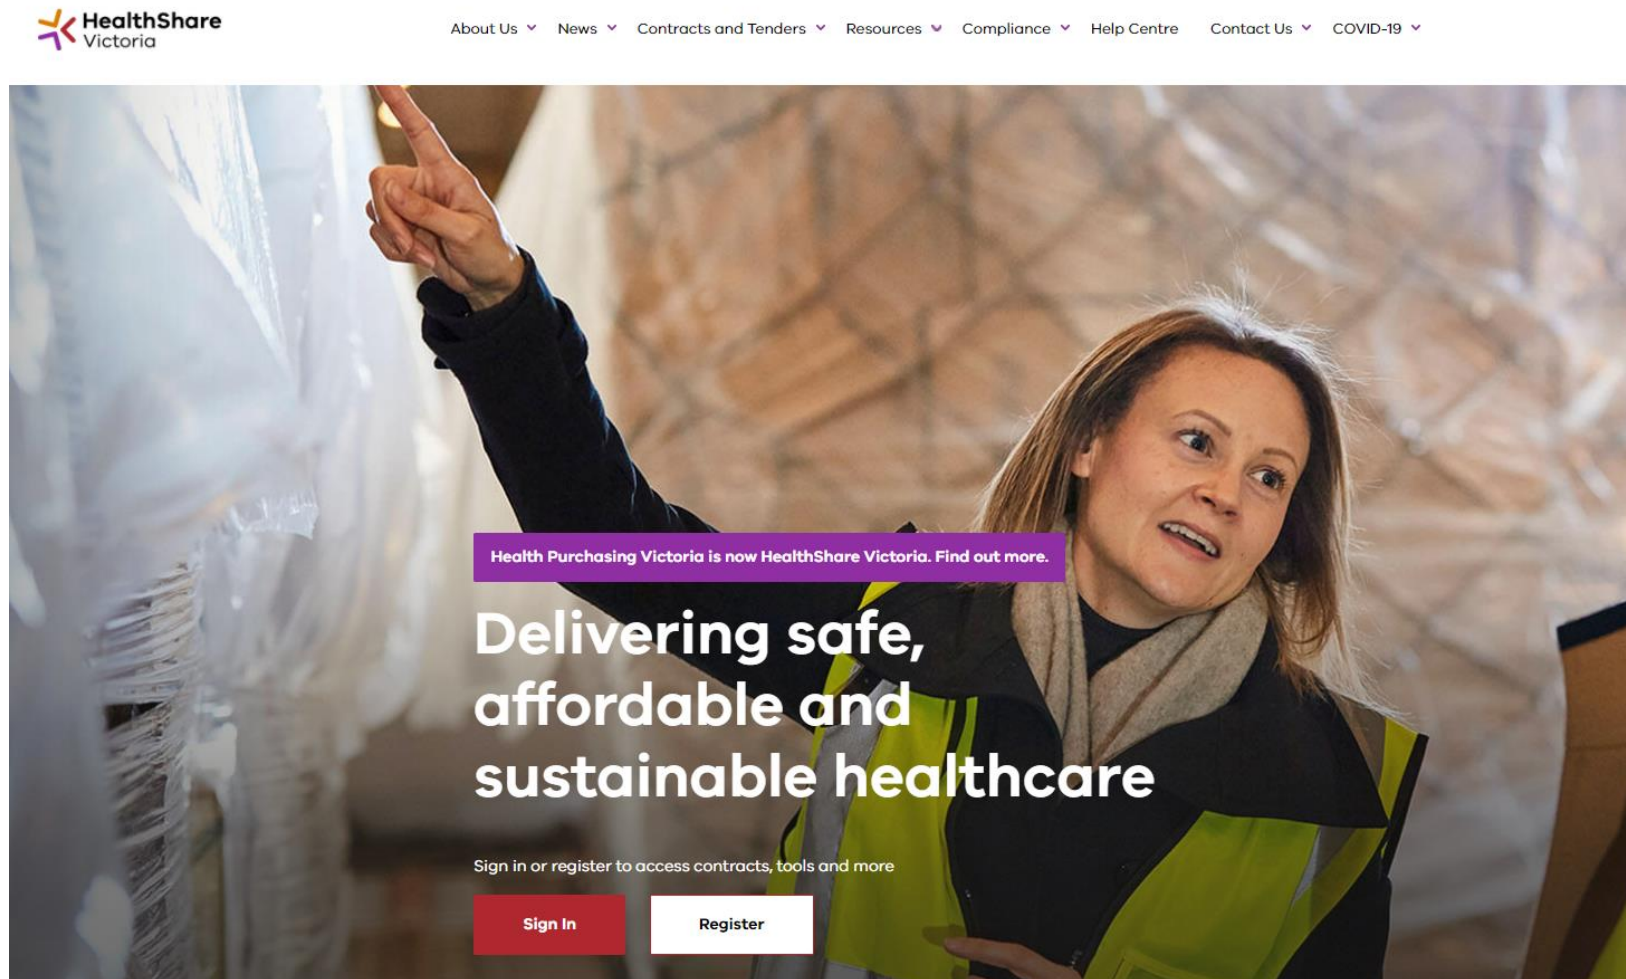 HealthShare
Victoria
About Us
News
Contracts and Tenders
Resources
Compliance
Help Centre
Contact Us
COVID-19
Health Purchasing Victoria is now HealthShare Victoria. Find out more.
Delivering safe,
affordable and
sustainable healthcare
Sign in or register to access contracts, tools and more
Sign In
Register